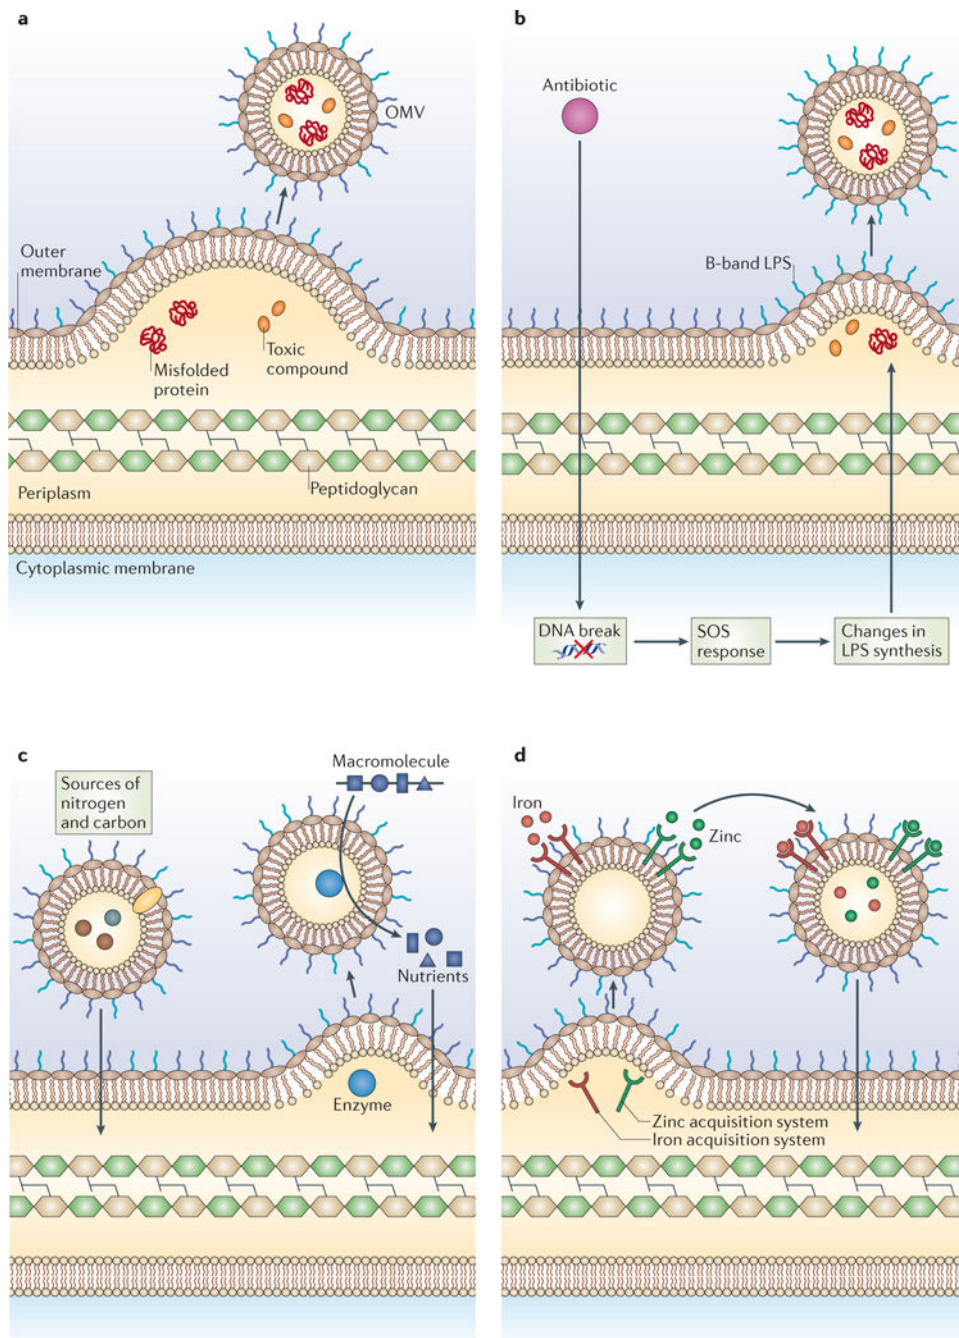 a
OMV
Outer
membrane
Misfolded
protein
Toxic
compound
Peptidoglycan
Periplasm
Cytoplasmic membrane
b
Antibiotic
B-band LPS
DNA break
SOS
response
Changes in
LPS synthesis
c
Sources of
nitrogen
and carbon
Macromolecule
Nutrients
Enzyme
d
Iron
Zinc
Zinc acquisition system
Iron acquisition system